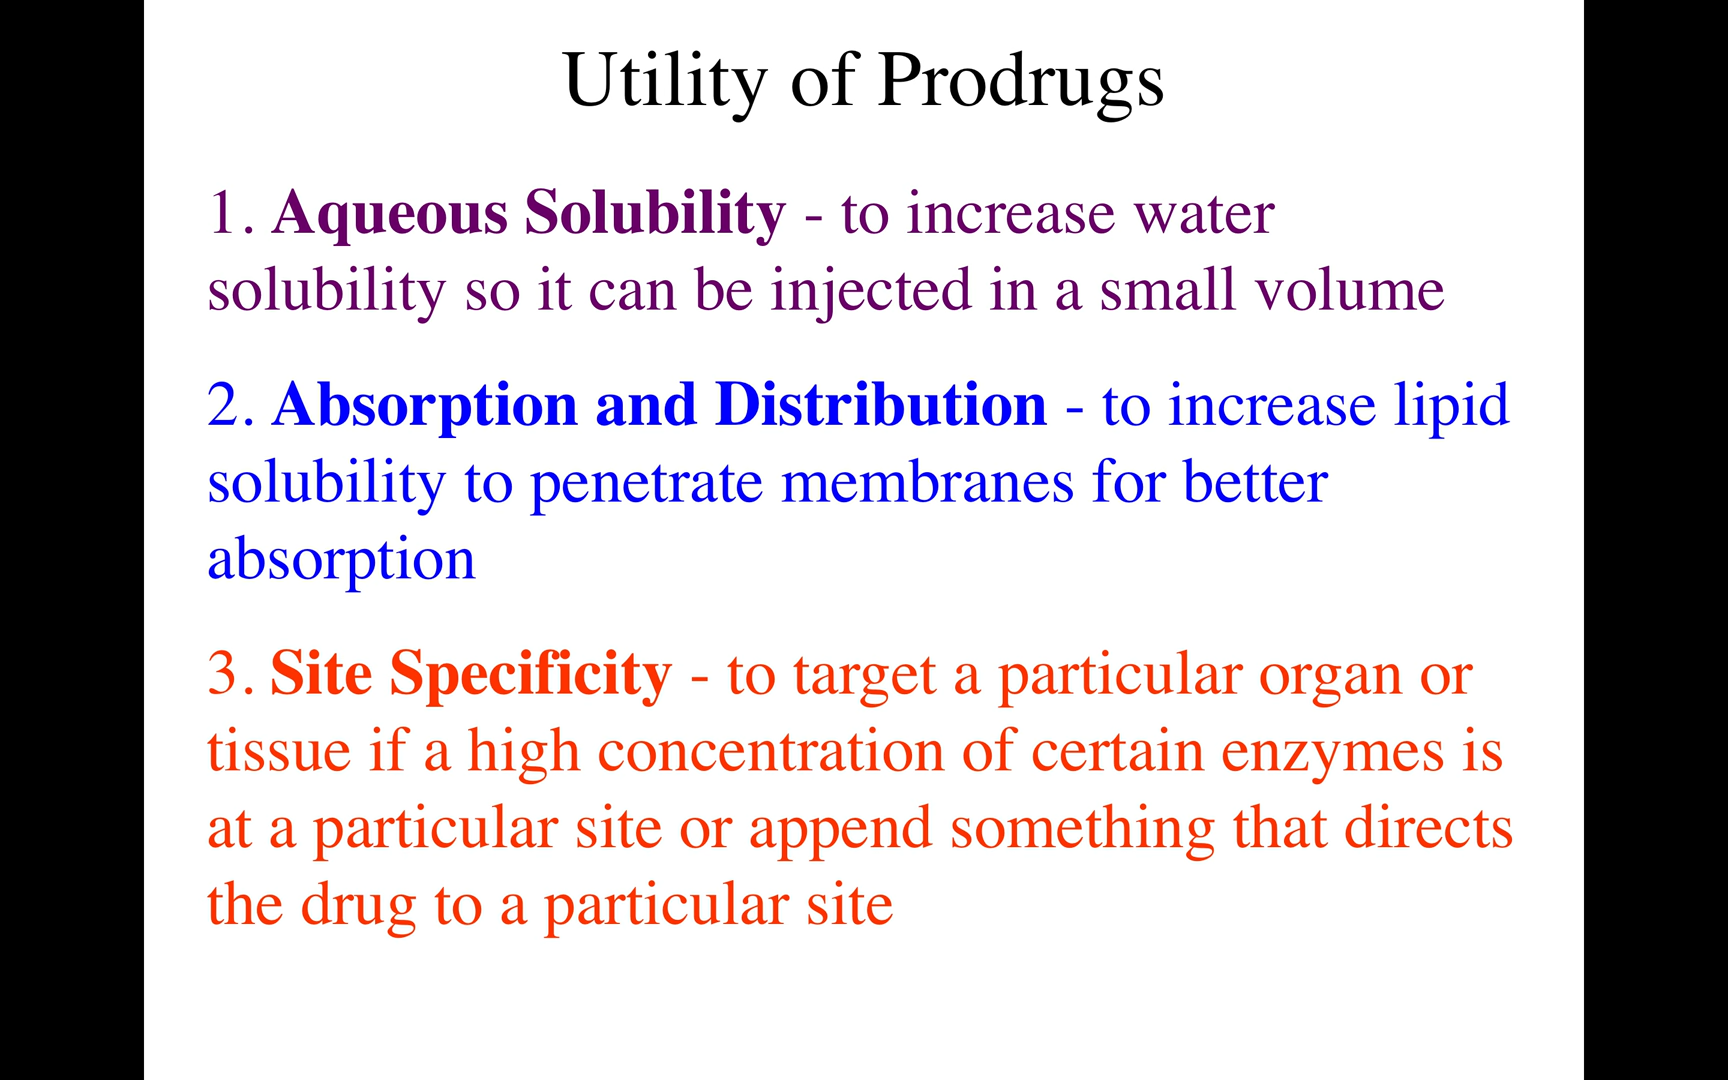 Utility of Prodrugs
1. Aqueous Solubility - to increase water
solubility so it can be injected in a small volume
2. Absorption and Distribution - to increase lipid
solubility to penetrate membranes for better
absorption
3. Site Specificity - to target a particular organ or
tissue if a high concentration of certain enzymes is
at a particular site or append something that directs
the drug to a particular site